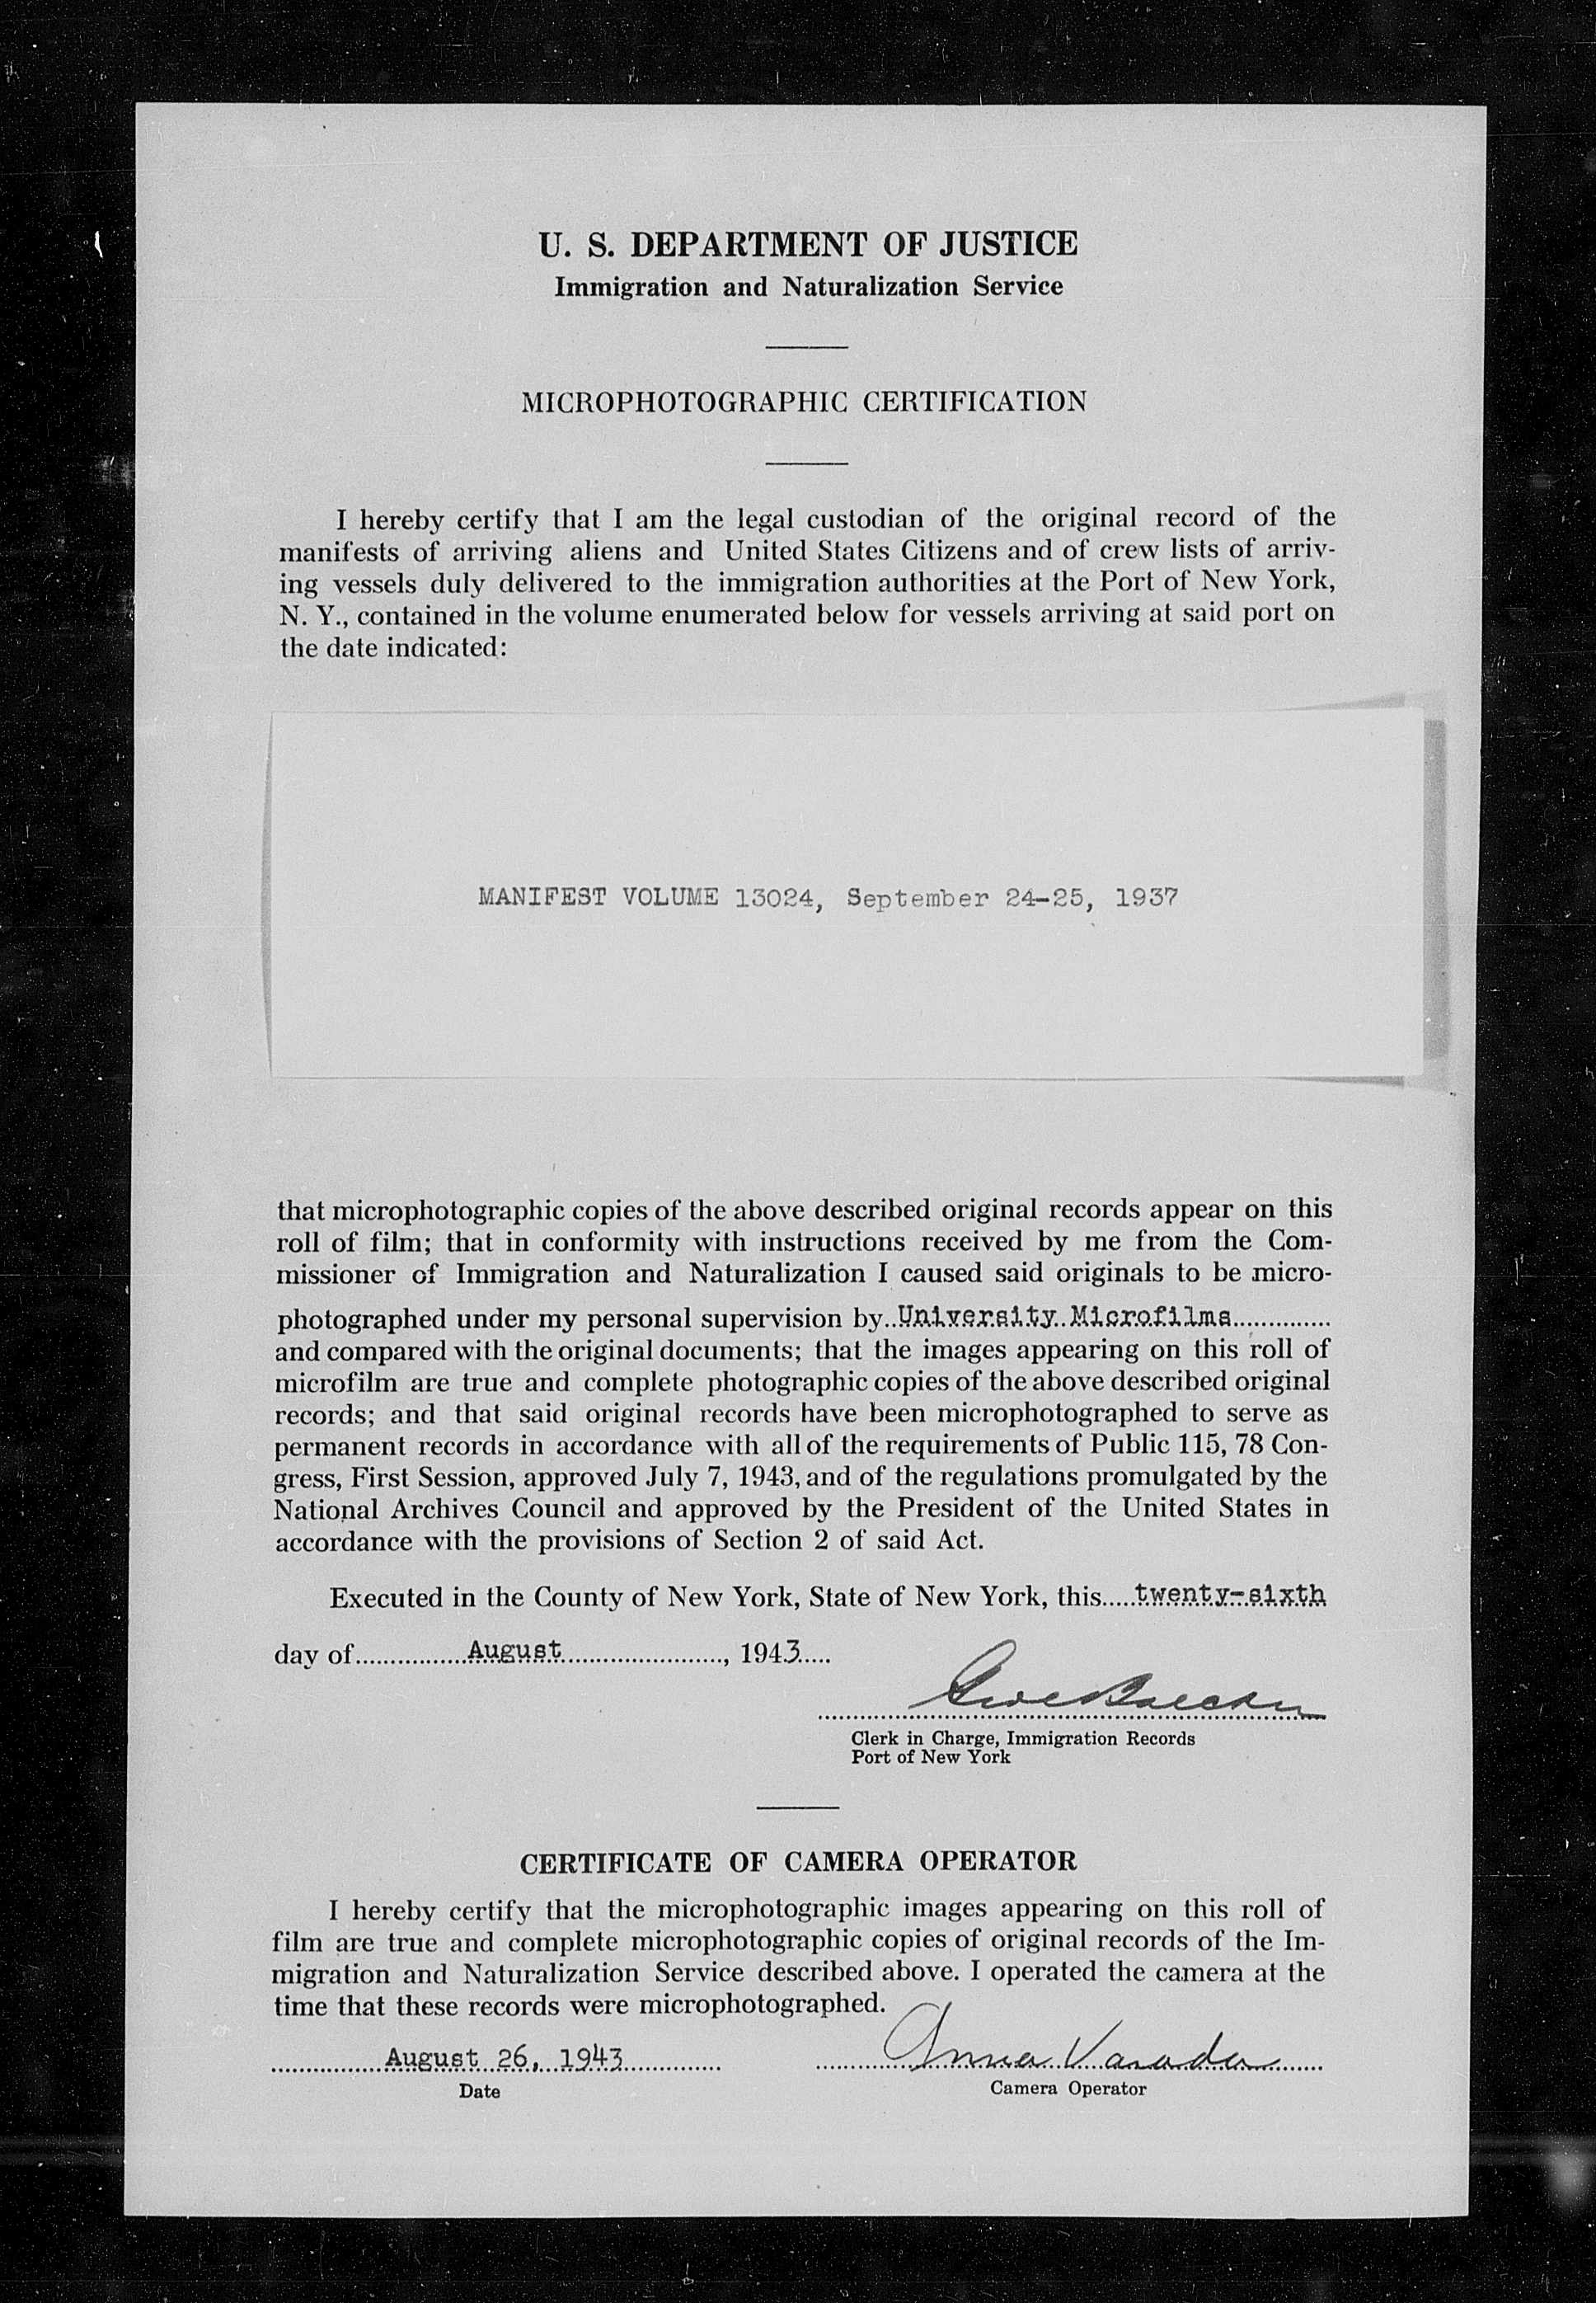 U. S. DEPARTMENT OF JUSTICE
Immigration and Naturalization Service
MICROPHOTOGRAPHIC CERTIFICATION
I hereby certify that I am the legal custodian of the original record of the
manifests of arriving aliens and United States Citizens and of crew lists of arriv-
ing vessels duly delivered to the immigration authorities at the Port of New York,
N. Y., contained in the volume enumerated below for vessels arriving at said port on
the date indicated:
MANIFEST VOLUME 13024, September 24-25, 1937
that microphotographic copies of the above described original records appear on this
roll of film; that in conformity with instructions received by me from the Com-
missioner of Immigration and Naturalization I caused said originals to be micro-
photographed under my personal supervision by..University Microfilms..............
and compared with the original documents; that the images appearing on this roll of
microfilm are true and complete photographic copies of the above described original
records; and that said original records have been microphotographed to serve as
permanent records in accordance with all of the requirements of Public 115, 78 Con-
gress, First Session, approved July 7, 1943, and of the regulations promulgated by the
National Archives Council and approved by the President of the United States in
accordance with the provisions of Section 2 of said Act.
Executed in the County of New York, State of New York, this.....twenty-sixth
day of................August......................., 1943.....
Clerk in Charge, Immigration Records
Port of New York
CERTIFICATE OF CAMERA OPERATOR
I hereby certify that the microphotographic images appearing on this roll of
film are true and complete microphotographic copies of original records of the Im-
migration and Naturalization Service described above. I operated the camera at the
time that these records were microphotographed.
August 26, 1943 Anna Varada
Date Camera Operator